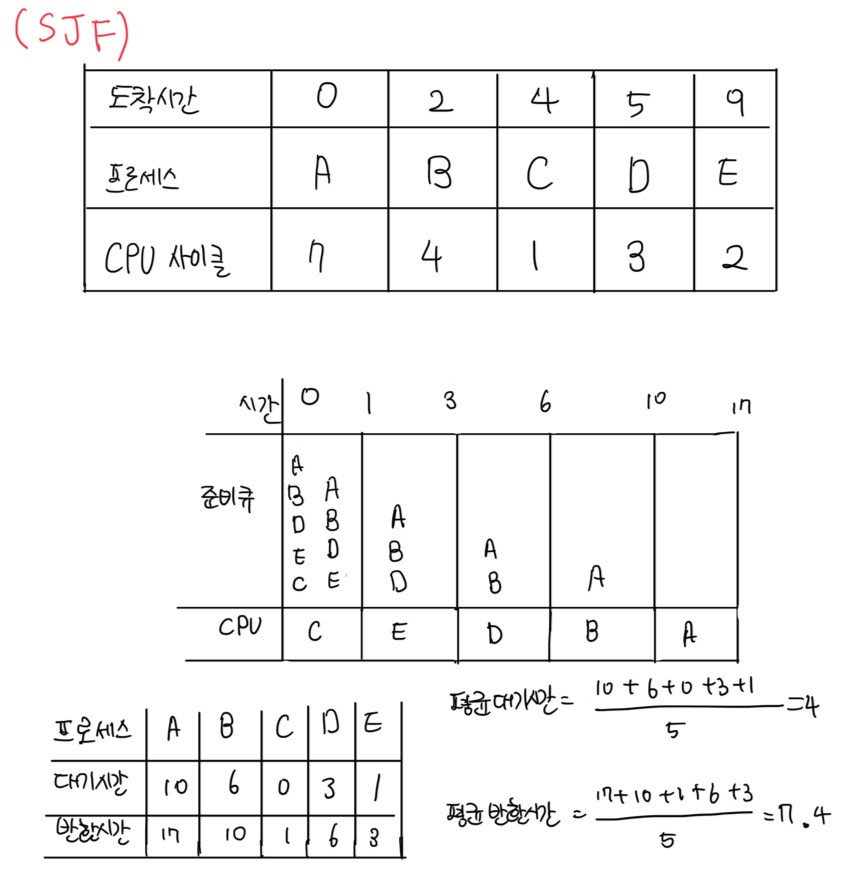 (SJF)
도착시간 0 2 4 5 9
프로세스 A B C D E
CPU 사이클 7 4 1 3 2
시간 0 1 3 6 10 17
A
준비큐 B A
D B A
E D B A
C E D B A
CPU C E D B A
평균대기시간 = 10 + 6 + 0 + 3 + 1 / 5 = 4
프로세스 A B C D E
대기시간 10 6 0 3 1
반환시간 17 10 1 6 3
평균 반환시간 = 17 + 10 + 1 + 6 + 3 / 5 = 7.4